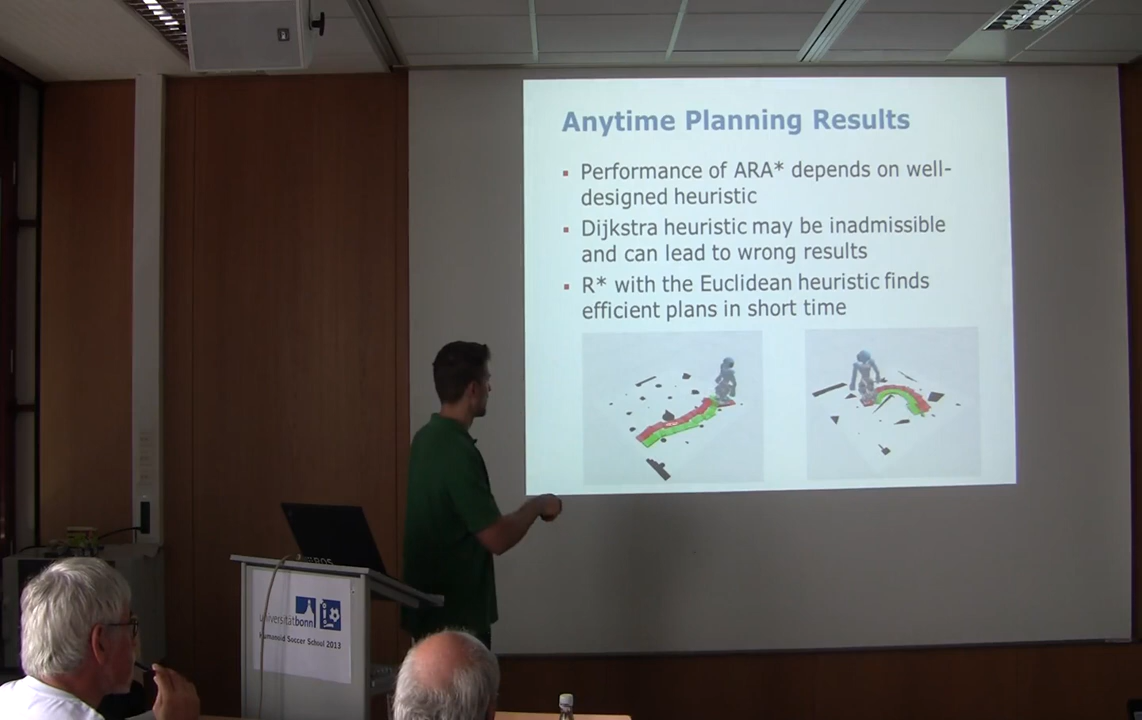 Anytime Planning Results
▪ Performance of ARA* depends on well-
designed heuristic
▪ Dijkstra heuristic may be inadmissible
and can lead to wrong results
▪ R* with the Euclidean heuristic finds
efficient plans in short time
universitätbonn
Humanoid Soccer School 2013